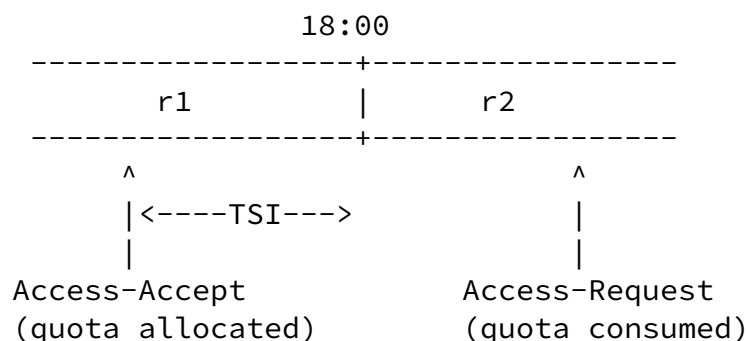 18:00
------------------+-----------------
r1 | r2
------------------+-----------------
^ ^
|<----TSI---> |
| |
Access-Accept Access-Request
(quota allocated) (quota consumed)